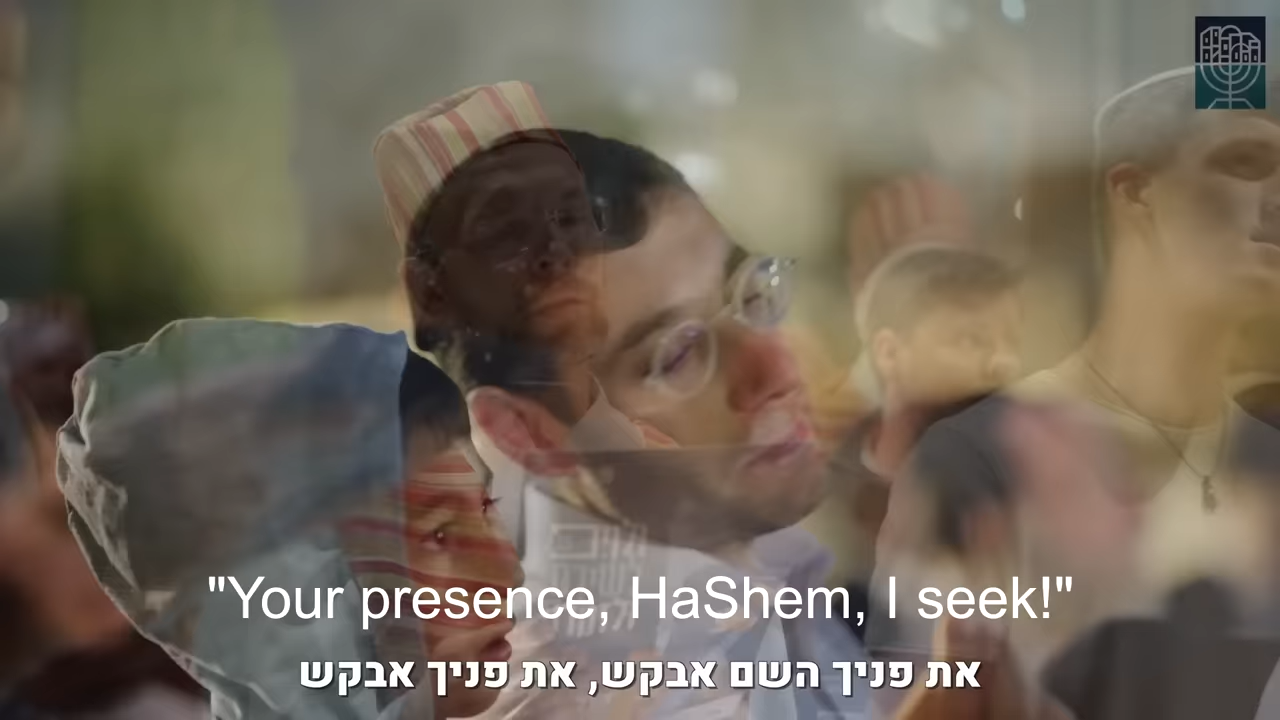 "Your presence, HaShem, I seek!"
את פניך השם אבקש, את פניך אבקש